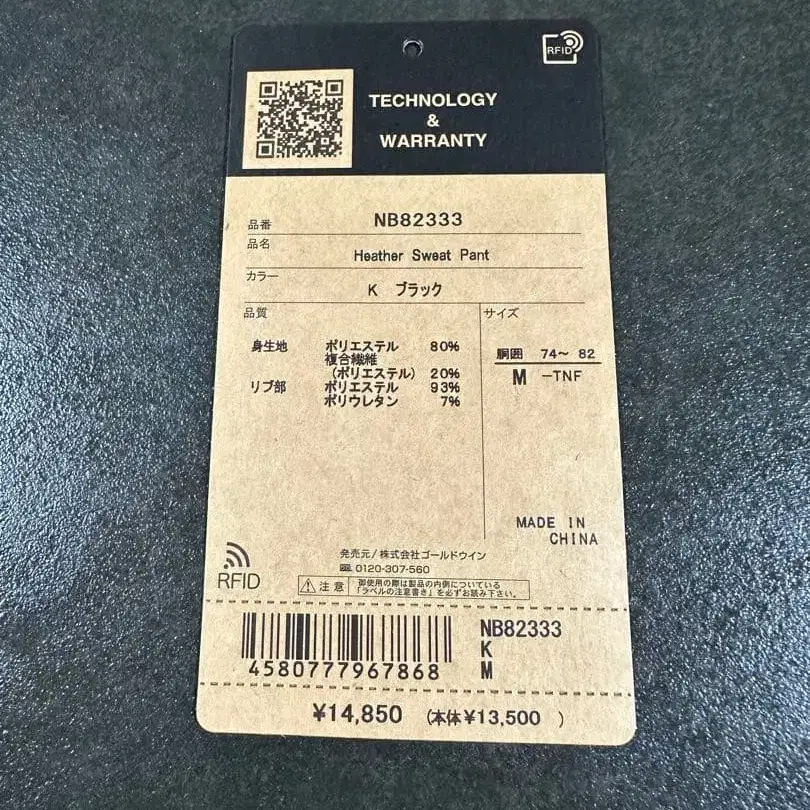 RFID
TECHNOLOGY
&
WARRANTY
品番 NB82333
品名
Heather Sweat Pant
カラー
K ブラック
品質
サイズ
身生地 ポリエステル 80%
複合繊維
(ポリエステル) 20%
リブ部 ポリエステル 93%
ポリウレタン 7%
胴囲 74~ 82
M -TNF
MADE IN
CHINA
RFID
発売元/株式会社ゴールドウイン
0120-307-560
注意 御使用の際は製品の内側についている
「ラベルの注意書き」を必ずお読み下さい。
4580777967868
NB82333
K
M
¥14,850 (本体¥13,500 )